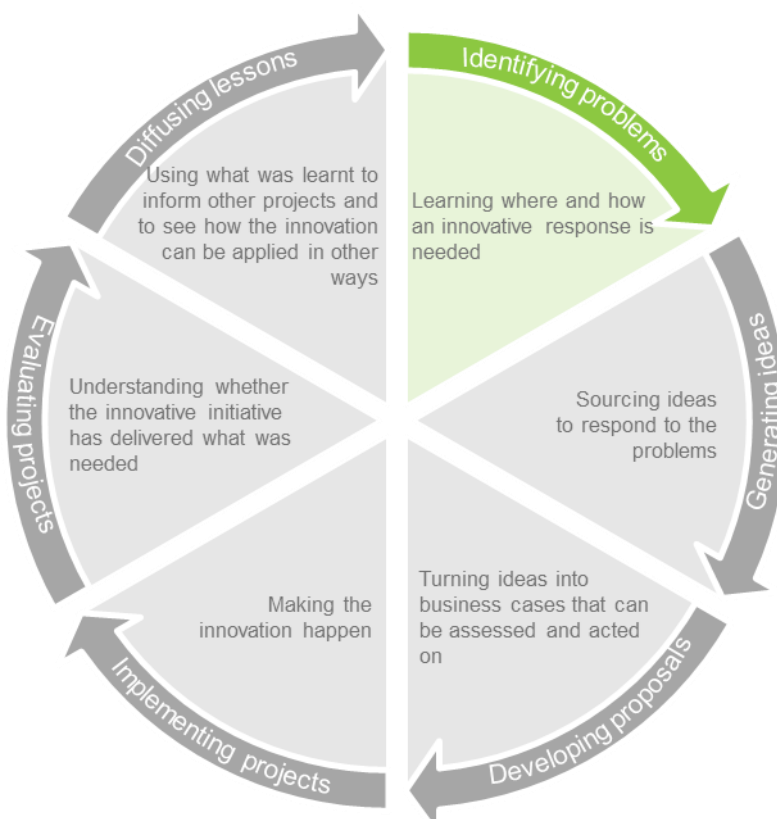 Identifying problems
Learning where and how
an innovative response is
needed
Generating ideas
Sourcing ideas
to respond to the
problems
Developing proposals
Turning ideas into
business cases that can
be assessed and acted
on
Implementing projects
Making the
innovation happen
Evaluating projects
Understanding whether
the innovative initiative
has delivered what was
needed
Diffusing lessons
Using what was learnt to
inform other projects and
to see how the innovation
can be applied in other
ways